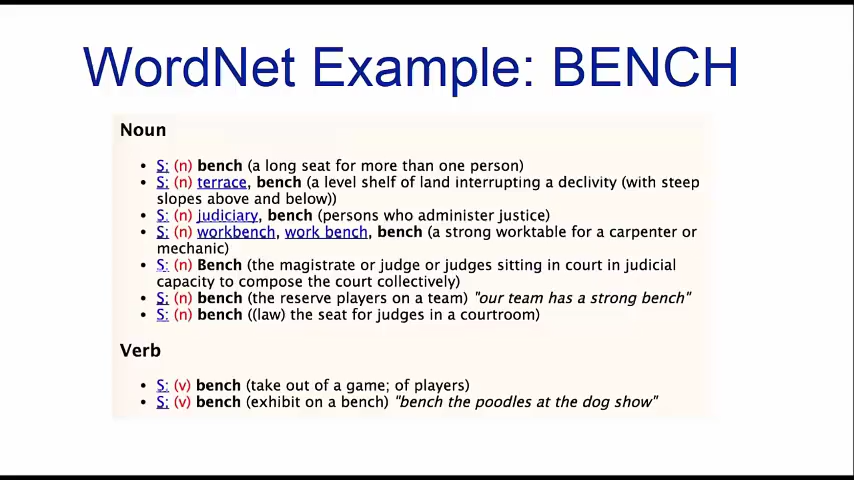 WordNet Example: BENCH
Noun
• S: (n) bench (a long seat for more than one person)
• S: (n) terrace, bench (a level shelf of land interrupting a declivity (with steep
slopes above and below))
• S: (n) judiciary, bench (persons who administer justice)
• S: (n) workbench, work bench, bench (a strong worktable for a carpenter or
mechanic)
• S: (n) Bench (the magistrate or judge or judges sitting in court in judicial
capacity to compose the court collectively)
• S: (n) bench (the reserve players on a team) "our team has a strong bench"
• S: (n) bench ((law) the seat for judges in a courtroom)
Verb
• S: (v) bench (take out of a game; of players)
• S: (v) bench (exhibit on a bench) "bench the poodles at the dog show"